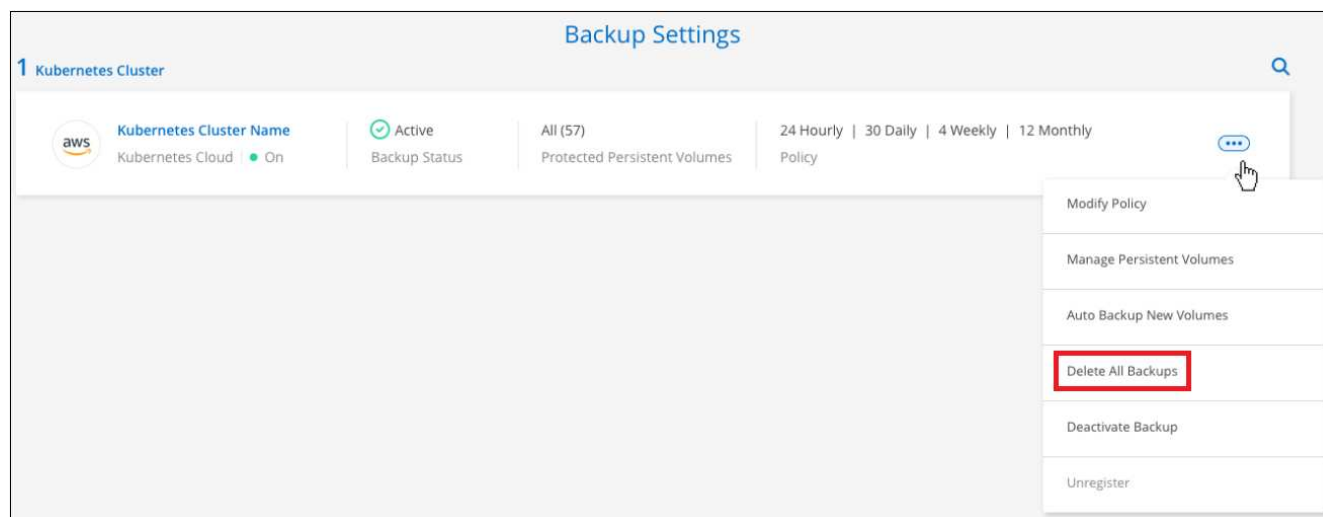 Backup Settings
1 Kubernetes Cluster
aws
Kubernetes Cluster Name
Active
All (57)
24 Hourly | 30 Daily | 4 Weekly | 12 Monthly
Kubernetes Cloud
On
Backup Status
Protected Persistent Volumes
Policy
Modify Policy
Manage Persistent Volumes
Auto Backup New Volumes
Delete All Backups
Deactivate Backup
Unregister